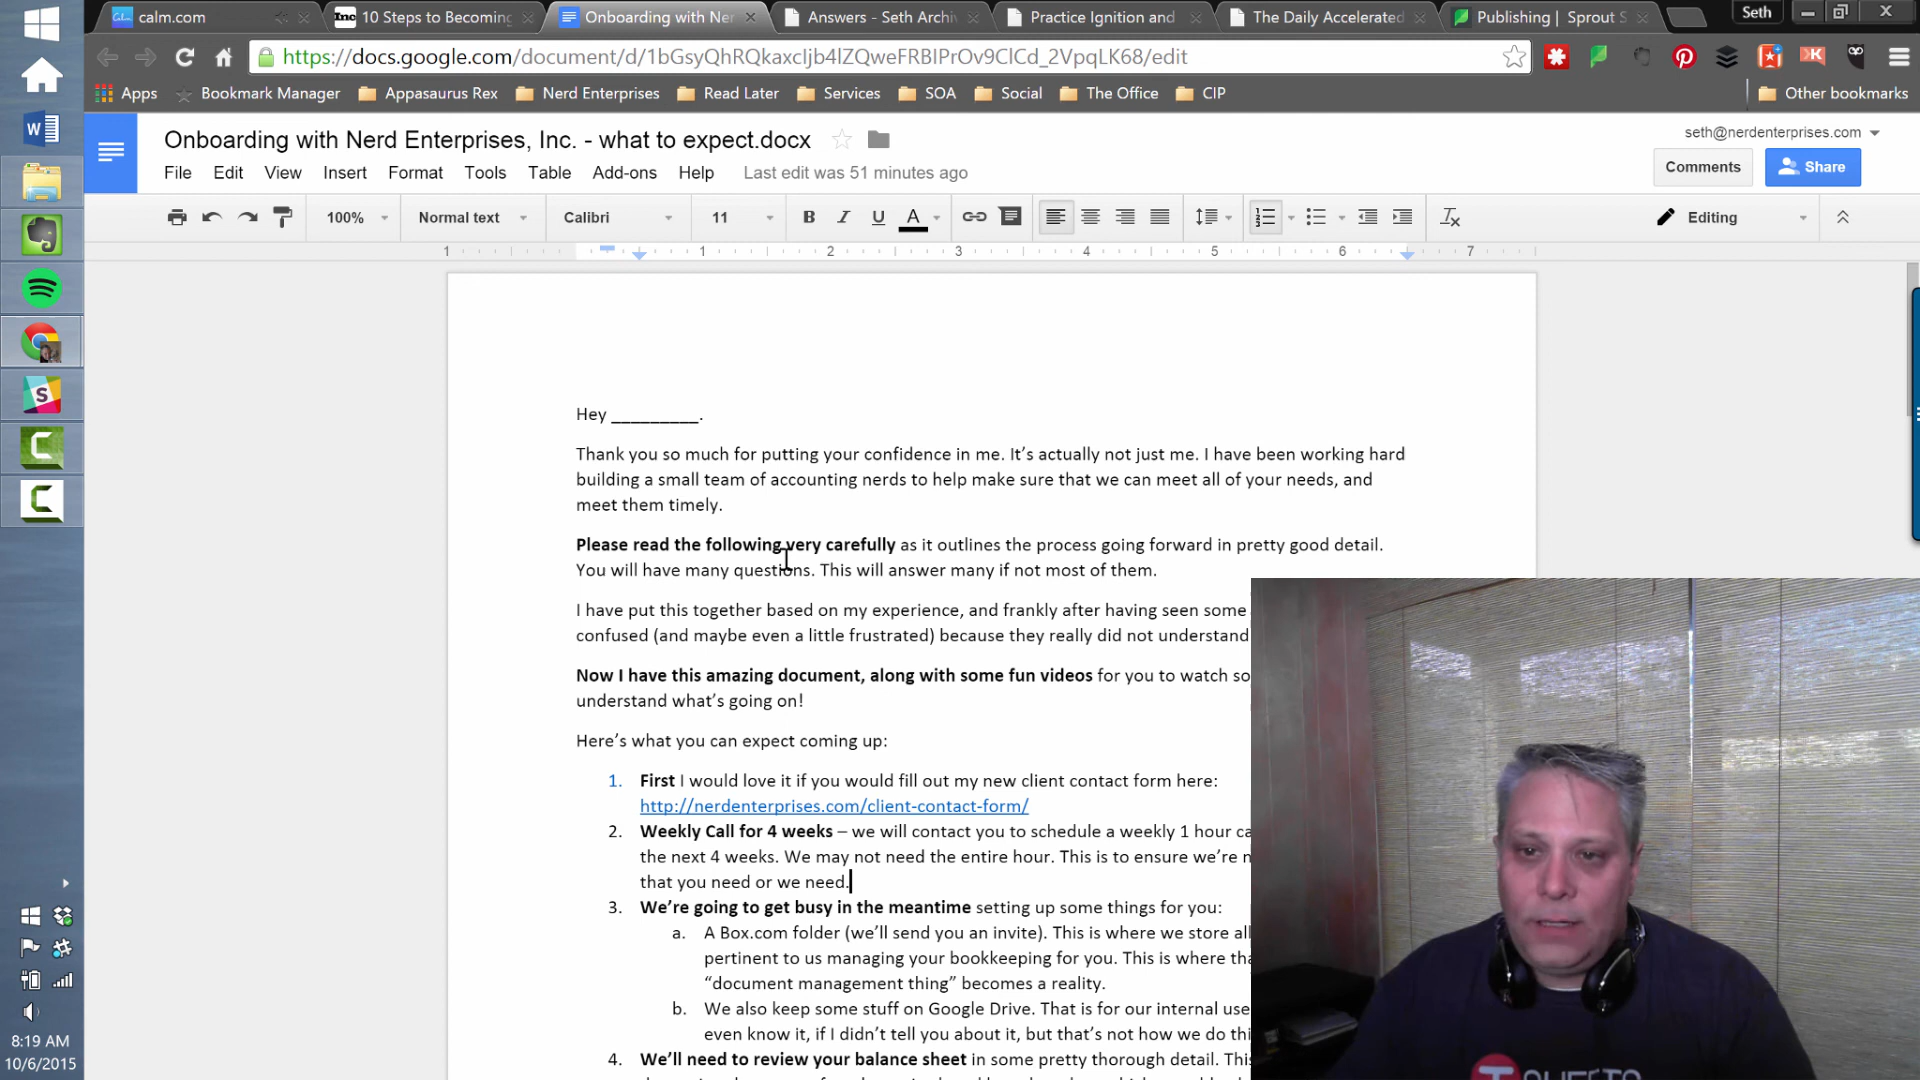 calm.com
10 Steps to Becoming
Onboarding with Ner
Answers - Seth Archiv
Practice Ignition and
The Daily Accelerated
Publishing | Sprout S
Seth
https://docs.google.com/document/d/1bGsyQhRQkaxcIjb4lZQweFRBIPrOv9ClCd_2VpqLK68/edit
Apps
Bookmark Manager
Appasaurus Rex
Nerd Enterprises
Read Later
Services
SOA
Social
The Office
CIP
Other bookmarks
Onboarding with Nerd Enterprises, Inc. - what to expect.docx
seth@nerdenterprises.com
File Edit View Insert Format Tools Table Add-ons Help Last edit was 51 minutes ago
Comments
Share
100% Normal text Calibri 11 B I U A Editing
1 1 2 3 4 5 6 7
Hey _________.
Thank you so much for putting your confidence in me. It’s actually not just me. I have been working hard
building a small team of accounting nerds to help make sure that we can meet all of your needs, and
meet them timely.
Please read the following very carefully as it outlines the process going forward in pretty good detail.
You will have many questions. This will answer many if not most of them.
I have put this together based on my experience, and frankly after having seen some
confused (and maybe even a little frustrated) because they really did not understand
Now I have this amazing document, along with some fun videos for you to watch so
understand what’s going on!
Here’s what you can expect coming up:
1. First I would love it if you would fill out my new client contact form here:
http://nerdenterprises.com/client-contact-form/
2. Weekly Call for 4 weeks – we will contact you to schedule a weekly 1 hour ca
the next 4 weeks. We may not need the entire hour. This is to ensure we’re n
that you need or we need.
3. We’re going to get busy in the meantime setting up some things for you:
a. A Box.com folder (we’ll send you an invite). This is where we store all
pertinent to us managing your bookkeeping for you. This is where tha
“document management thing” becomes a reality.
b. We also keep some stuff on Google Drive. That is for our internal use
even know it, if I didn’t tell you about it, but that’s not how we do thi
4. We’ll need to review your balance sheet in some pretty thorough detail. This
8:19 AM
10/6/2015